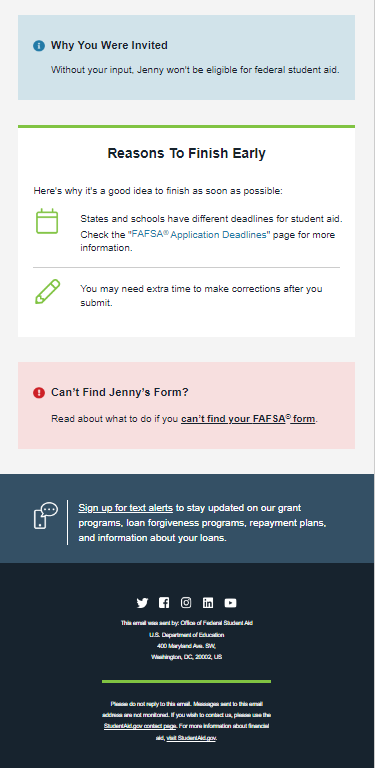 Why You Were Invited
Without your input, Jenny won't be eligible for federal student aid.
Reasons To Finish Early
Here's why it's a good idea to finish as soon as possible:
States and schools have different deadlines for student aid.
Check the "FAFSA® Application Deadlines" page for more
information.
You may need extra time to make corrections after you
submit.
Can't Find Jenny's Form?
Read about what to do if you can't find your FAFSA® form.
Sign up for text alerts to stay updated on our grant
programs, loan forgiveness programs, repayment plans,
and information about your loans.
This email was sent by: Office of Federal Student Aid
U.S. Department of Education
400 Maryland Ave. SW,
Washington, DC, 20002, US
Please do not reply to this email. Messages sent to this email
address are not monitored. If you wish to contact us, please use the
StudentAid.gov contact page. For more information about financial
aid, visit StudentAid.gov.